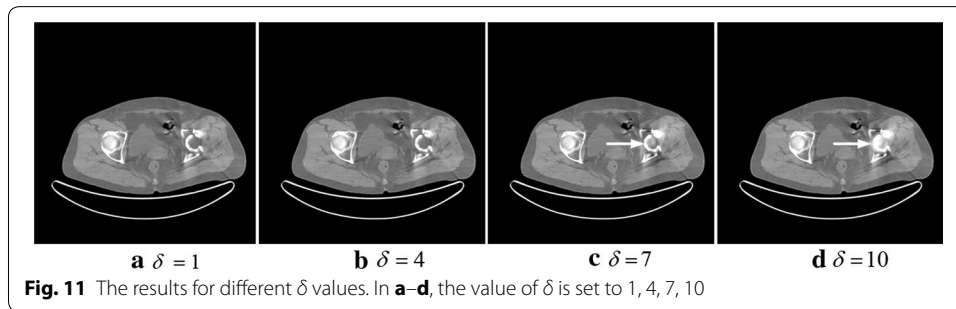 a δ = 1 b δ = 4 c δ = 7 d δ = 10
Fig. 11 The results for different δ values. In a–d, the value of δ is set to 1, 4, 7, 10